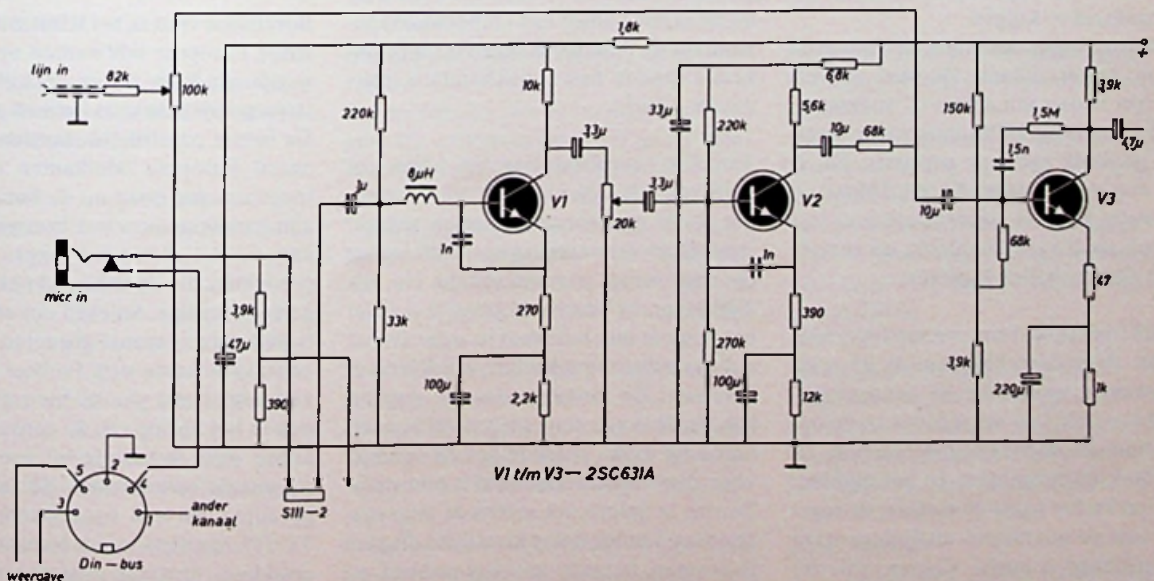 1,8k
lijn in
82k
100k
220k
10k
33µ
6,8k
220k
5,6k
10µ
68k
150k
1,5M
3,9k
4,7µ
1,5n
1µ
8µH
3,3µ
V1
20k
3,3µ
V2
10µ
V3
1n
1n
68k
47
micr. in
3,9k
47µ
390
33k
270
100µ
2,2k
270k
390
100µ
12k
3,9k
220µ
1k
V1 t/m V3 — 2SC631A
SIII-2
5
2
4
3
1
ander
kanaal
Din-bus
weergave
+